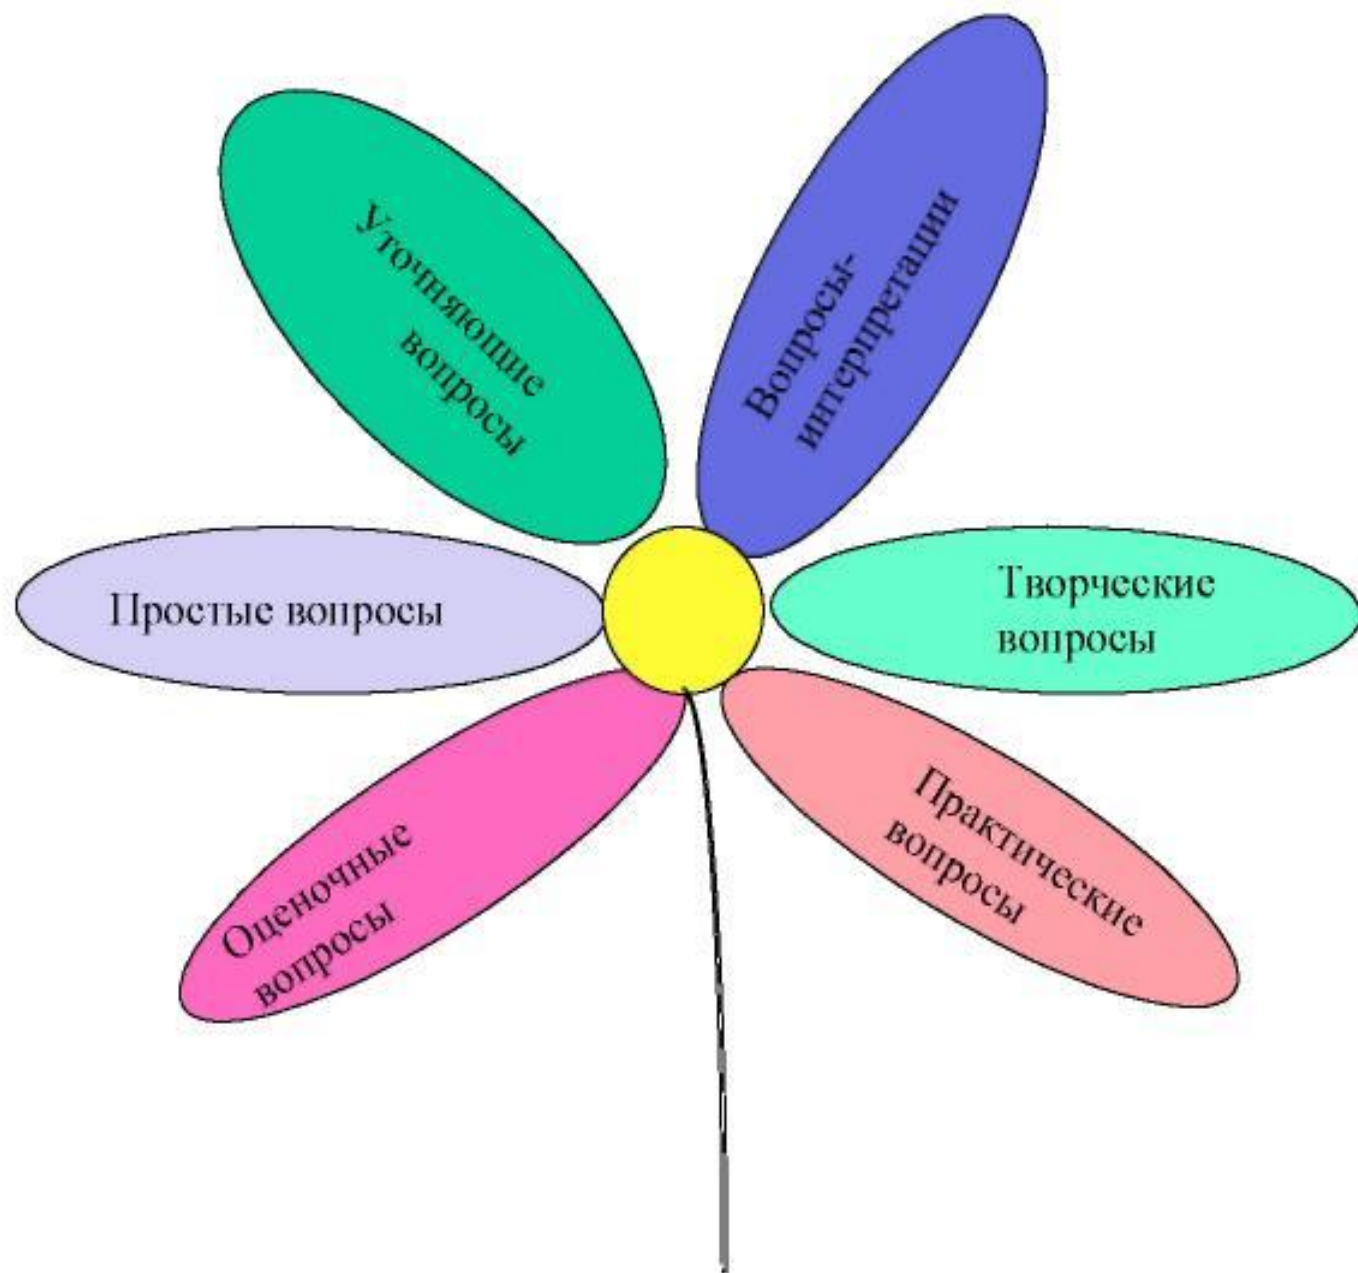 Уточняющие
вопросы
Вопросы-
интерпретации
Простые вопросы
Творческие
вопросы
Оценочные
вопросы
Практические
вопросы